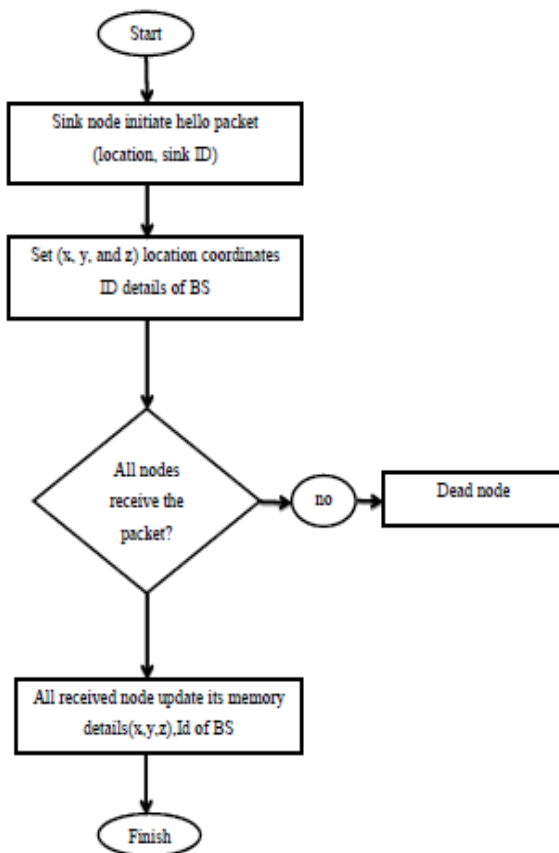 Start
Sink node initiate hello packet
(location, sink ID)
Set (x, y, and z) location coordinates
ID details of BS
All nodes
receive the
packet?
no
Dead node
All received node update its memory
details(x,y,z),Id of BS
Finish